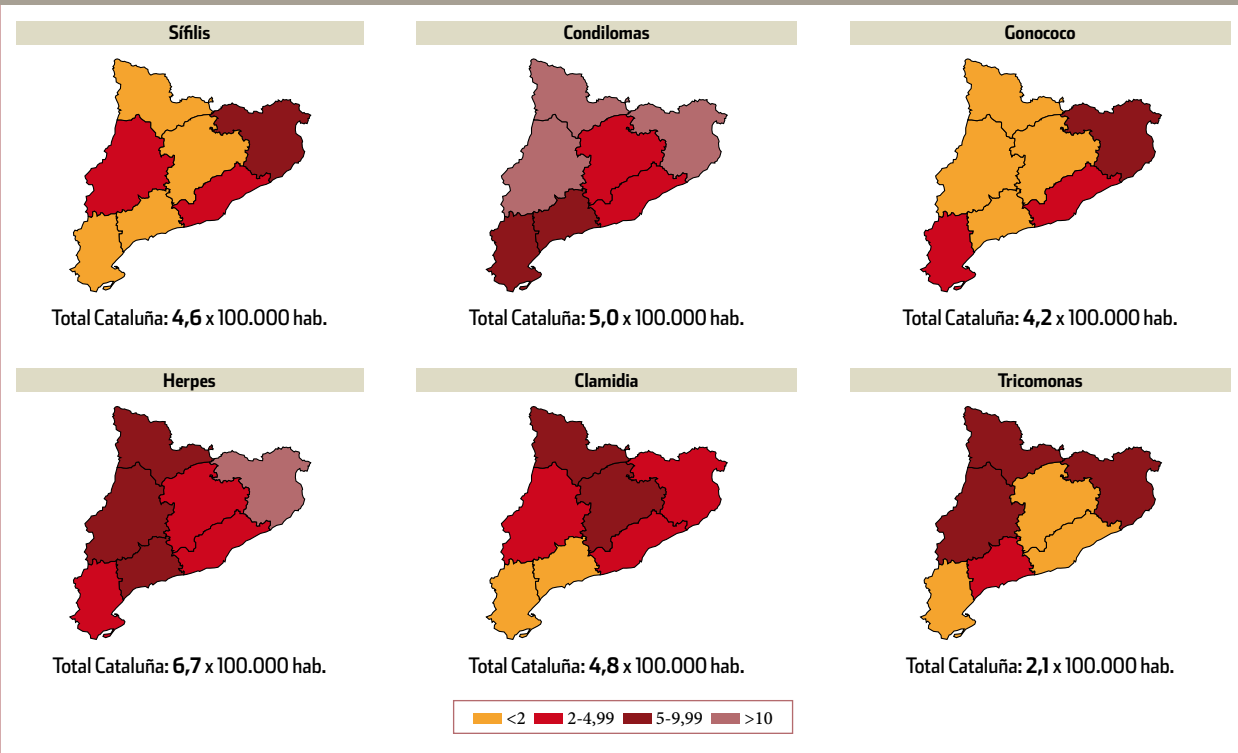 Sífilis
Condilomas
Gonococo
Total Cataluña: 4,6 x 100.000 hab.
Total Cataluña: 5,0 x 100.000 hab.
Total Cataluña: 4,2 x 100.000 hab.
Herpes
Clamidia
Tricomonas
Total Cataluña: 6,7 x 100.000 hab.
Total Cataluña: 4,8 x 100.000 hab.
Total Cataluña: 2,1 x 100.000 hab.
<2 2-4,99 5-9,99 >10